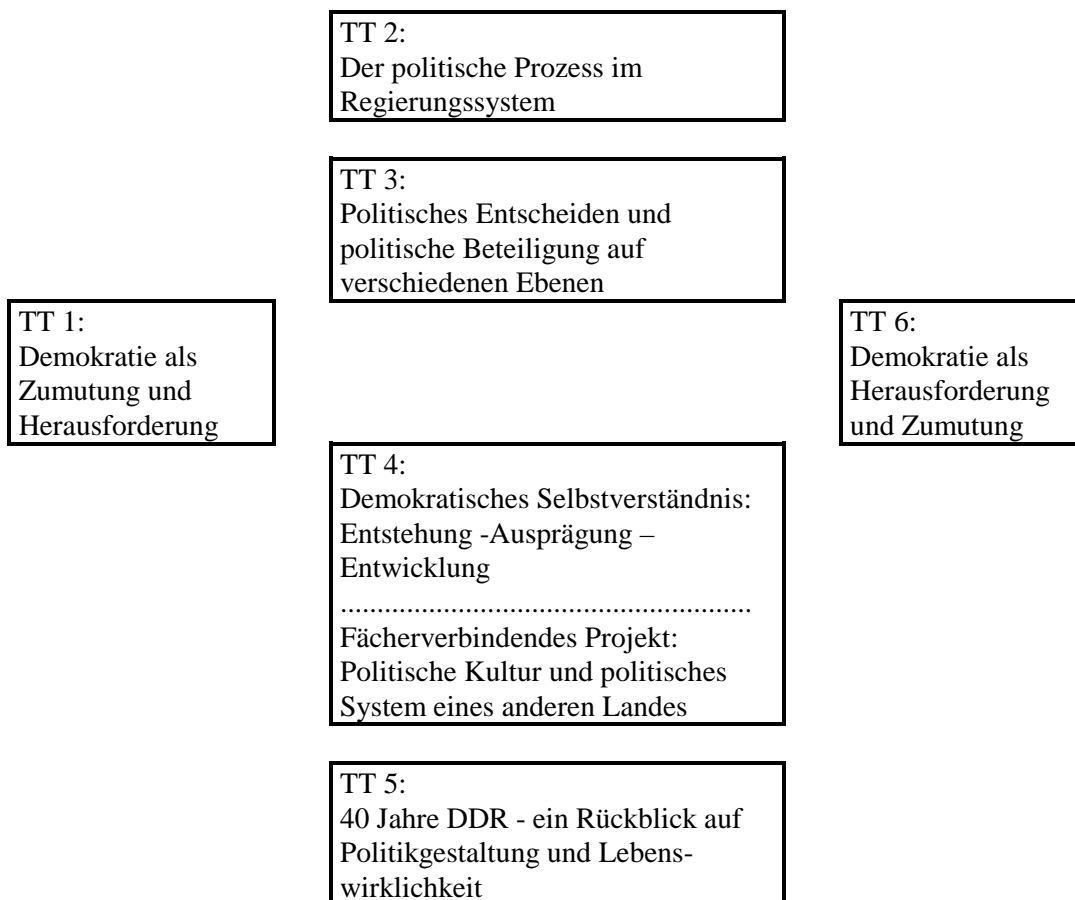 TT 2:
Der politische Prozess im
Regierungssystem
TT 3:
Politisches Entscheiden und
politische Beteiligung auf
verschiedenen Ebenen
TT 1:
Demokratie als
Zumutung und
Herausforderung
TT 6:
Demokratie als
Herausforderung
und Zumutung
TT 4:
Demokratisches Selbstverständnis:
Entstehung -Ausprägung –
Entwicklung
........................................................
Fächerverbindendes Projekt:
Politische Kultur und politisches
System eines anderen Landes
TT 5:
40 Jahre DDR - ein Rückblick auf
Politikgestaltung und Lebens-
wirklichkeit